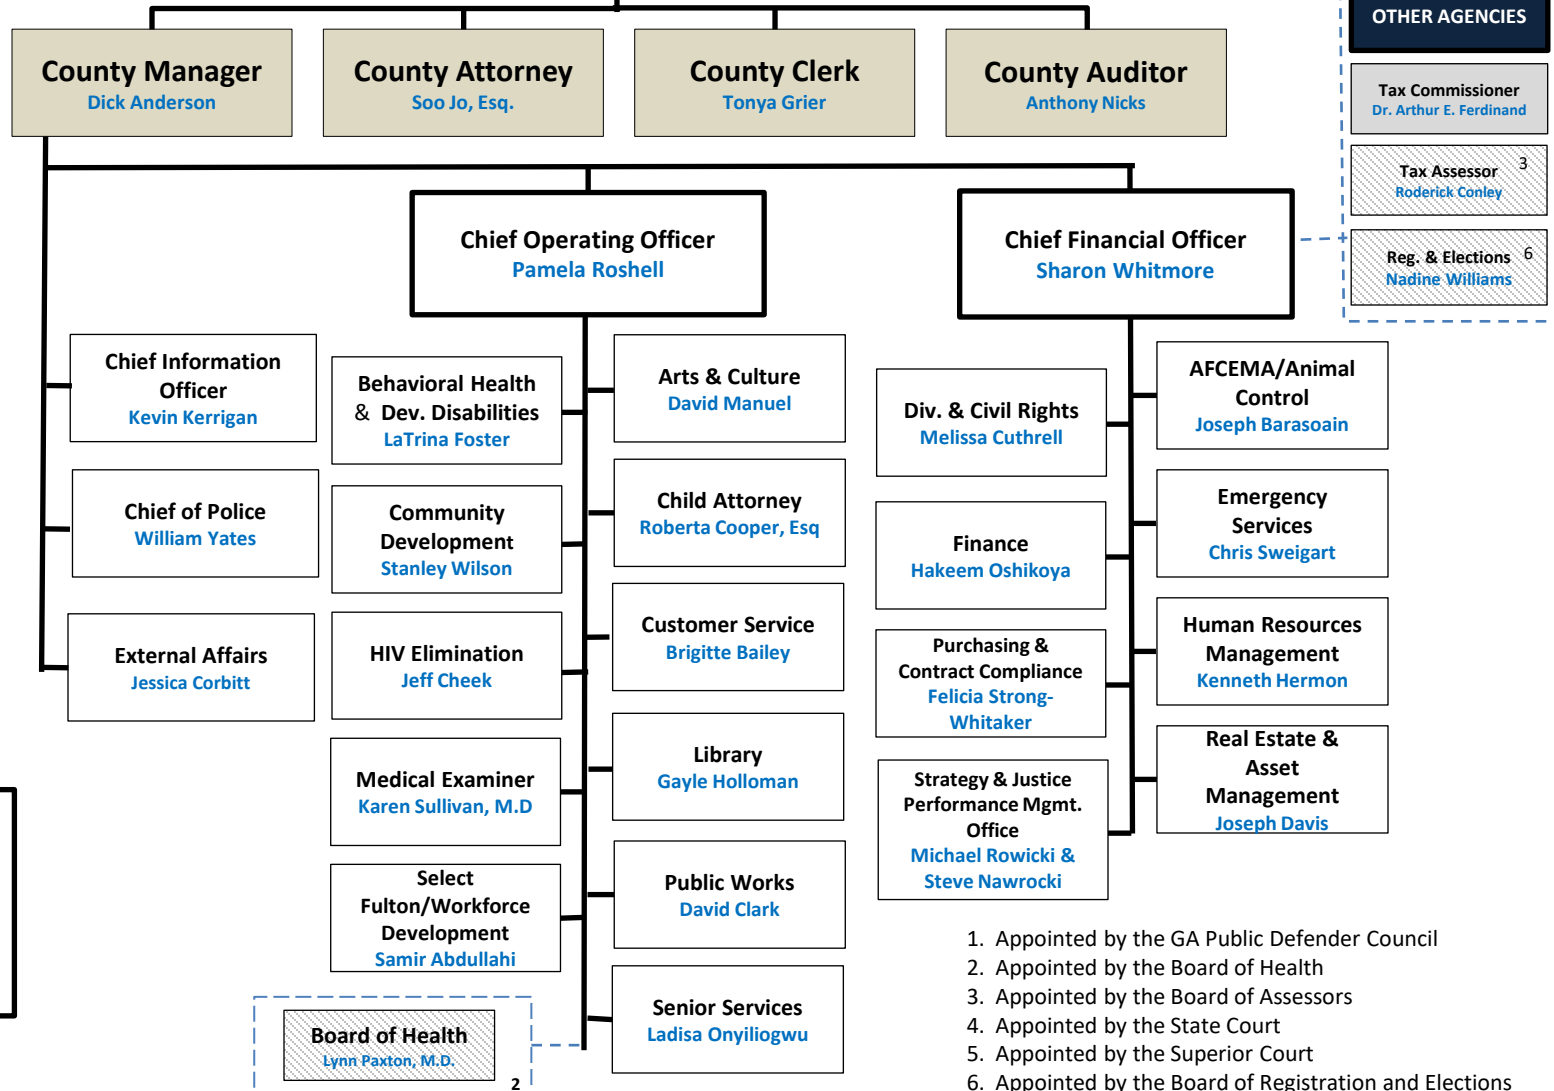 OTHER AGENCIES
County Manager
Dick Anderson
County Attorney
Soo Jo, Esq.
County Clerk
Tonya Grier
County Auditor
Anthony Nicks
Tax Commissioner
Dr. Arthur E. Ferdinand
Tax Assessor 3
Roderick Conley
Reg. & Elections 6
Nadine Williams
Chief Operating Officer
Pamela Roshell
Chief Financial Officer
Sharon Whitmore
Chief Information
Officer
Kevin Kerrigan
Chief of Police
William Yates
External Affairs
Jessica Corbitt
Behavioral Health
& Dev. Disabilities
LaTrina Foster
Community
Development
Stanley Wilson
HIV Elimination
Jeff Cheek
Medical Examiner
Karen Sullivan, M.D
Select
Fulton/Workforce
Development
Samir Abdullahi
Board of Health
Lynn Paxton, M.D.
2
Arts & Culture
David Manuel
Child Attorney
Roberta Cooper, Esq
Customer Service
Brigitte Bailey
Library
Gayle Holloman
Public Works
David Clark
Senior Services
Ladisa Onyiliogwu
Div. & Civil Rights
Melissa Cuthrell
Finance
Hakeem Oshikoya
Purchasing &
Contract Compliance
Felicia Strong-
Whitaker
Strategy & Justice
Performance Mgmt.
Office
Michael Rowicki &
Steve Nawrocki
AFCEMA/Animal
Control
Joseph Barasoain
Emergency
Services
Chris Sweigart
Human Resources
Management
Kenneth Hermon
Real Estate &
Asset
Management
Joseph Davis
1. Appointed by the GA Public Defender Council
2. Appointed by the Board of Health
3. Appointed by the Board of Assessors
4. Appointed by the State Court
5. Appointed by the Superior Court
6. Appointed by the Board of Registration and Elections